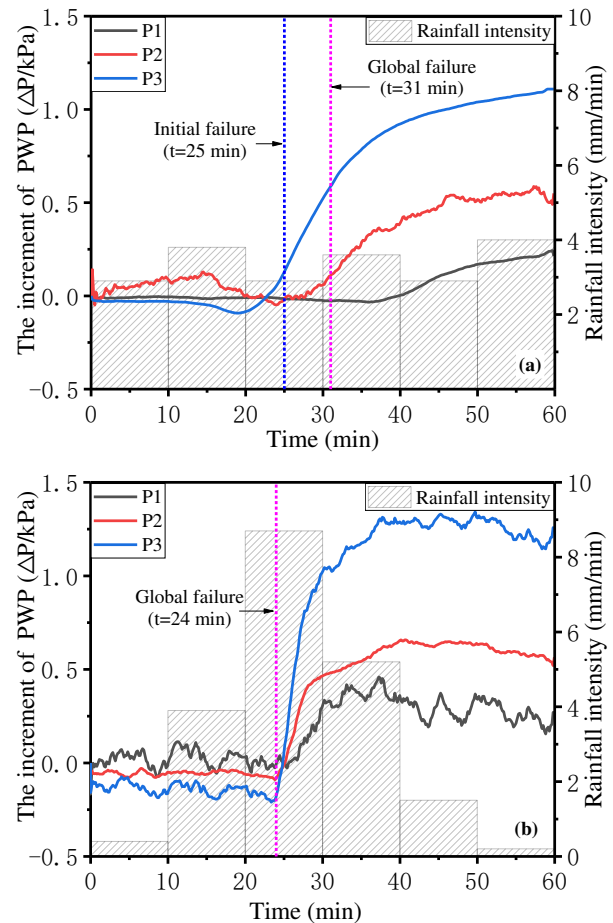 P1
P2
P3
Rainfall intensity
Global failure
(t=31 min)
Initial failure
(t=25 min)
The increment of PWP (ΔP/kPa)
1.5
1.0
0.5
0.0
−0.5
Rainfall intensity (mm/min)
10
8
6
4
2
0
(a)
0 10 20 30 40 50 60
Time (min)
P1
P2
P3
Rainfall intensity
Global failure
(t=24 min)
The increment of PWP (ΔP/kPa)
1.5
1.0
0.5
0.0
−0.5
Rainfall intensity (mm/min)
10
8
6
4
2
0
(b)
0 10 20 30 40 50 60
Time (min)